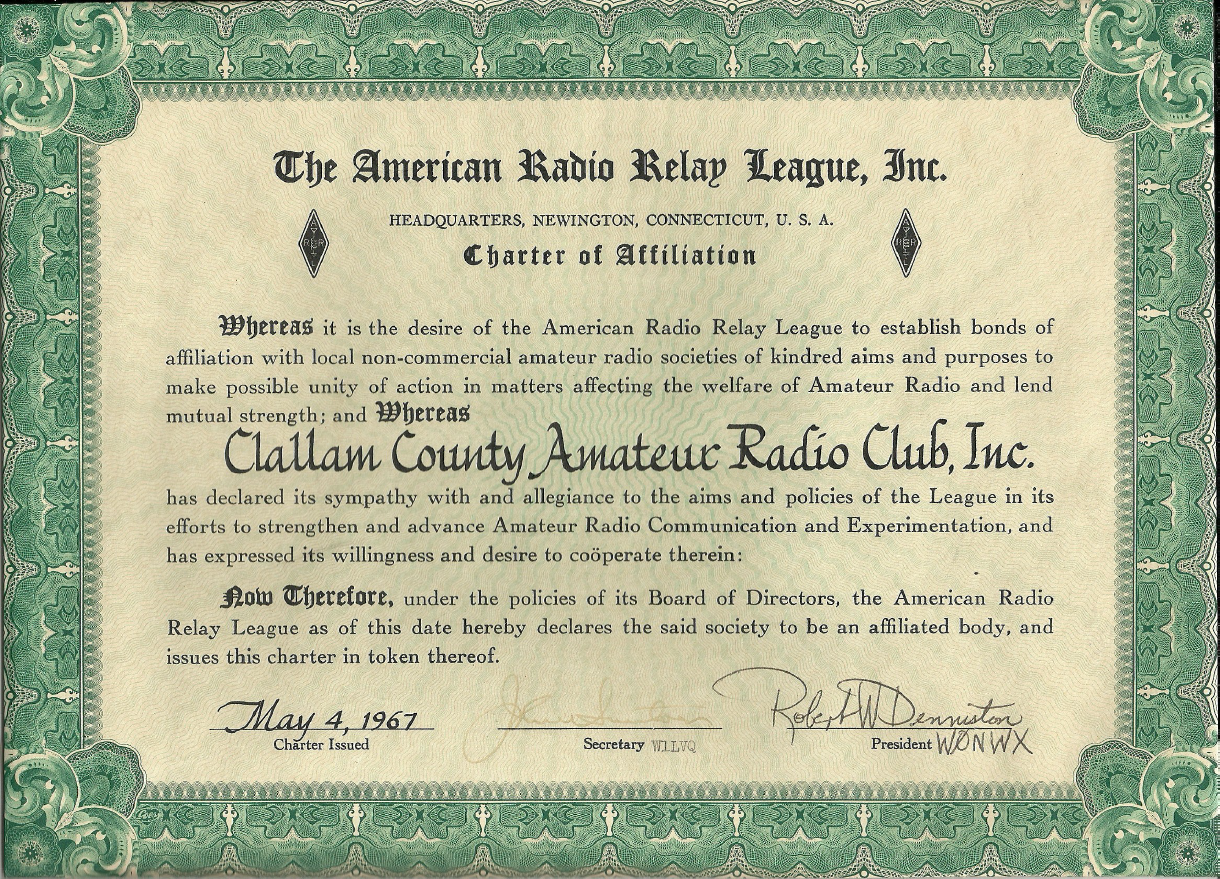 The American Radio Relay League, Inc.
HEADQUARTERS, NEWINGTON, CONNECTICUT, U. S. A.
Charter of Affiliation
Whereas it is the desire of the American Radio Relay League to establish bonds of
affiliation with local non-commercial amateur radio societies of kindred aims and purposes to
make possible unity of action in matters affecting the welfare of Amateur Radio and lend
mutual strength; and Whereas
Clallam County Amateur Radio Club, Inc.
has declared its sympathy with and allegiance to the aims and policies of the League in its
efforts to strengthen and advance Amateur Radio Communication and Experimentation, and
has expressed its willingness and desire to coöperate therein:
Now Therefore, under the policies of its Board of Directors, the American Radio
Relay League as of this date hereby declares the said society to be an affiliated body, and
issues this charter in token thereof.
May 4, 1967 Robert W Denniston
Charter Issued Secretary W1LVQ President WØNWX